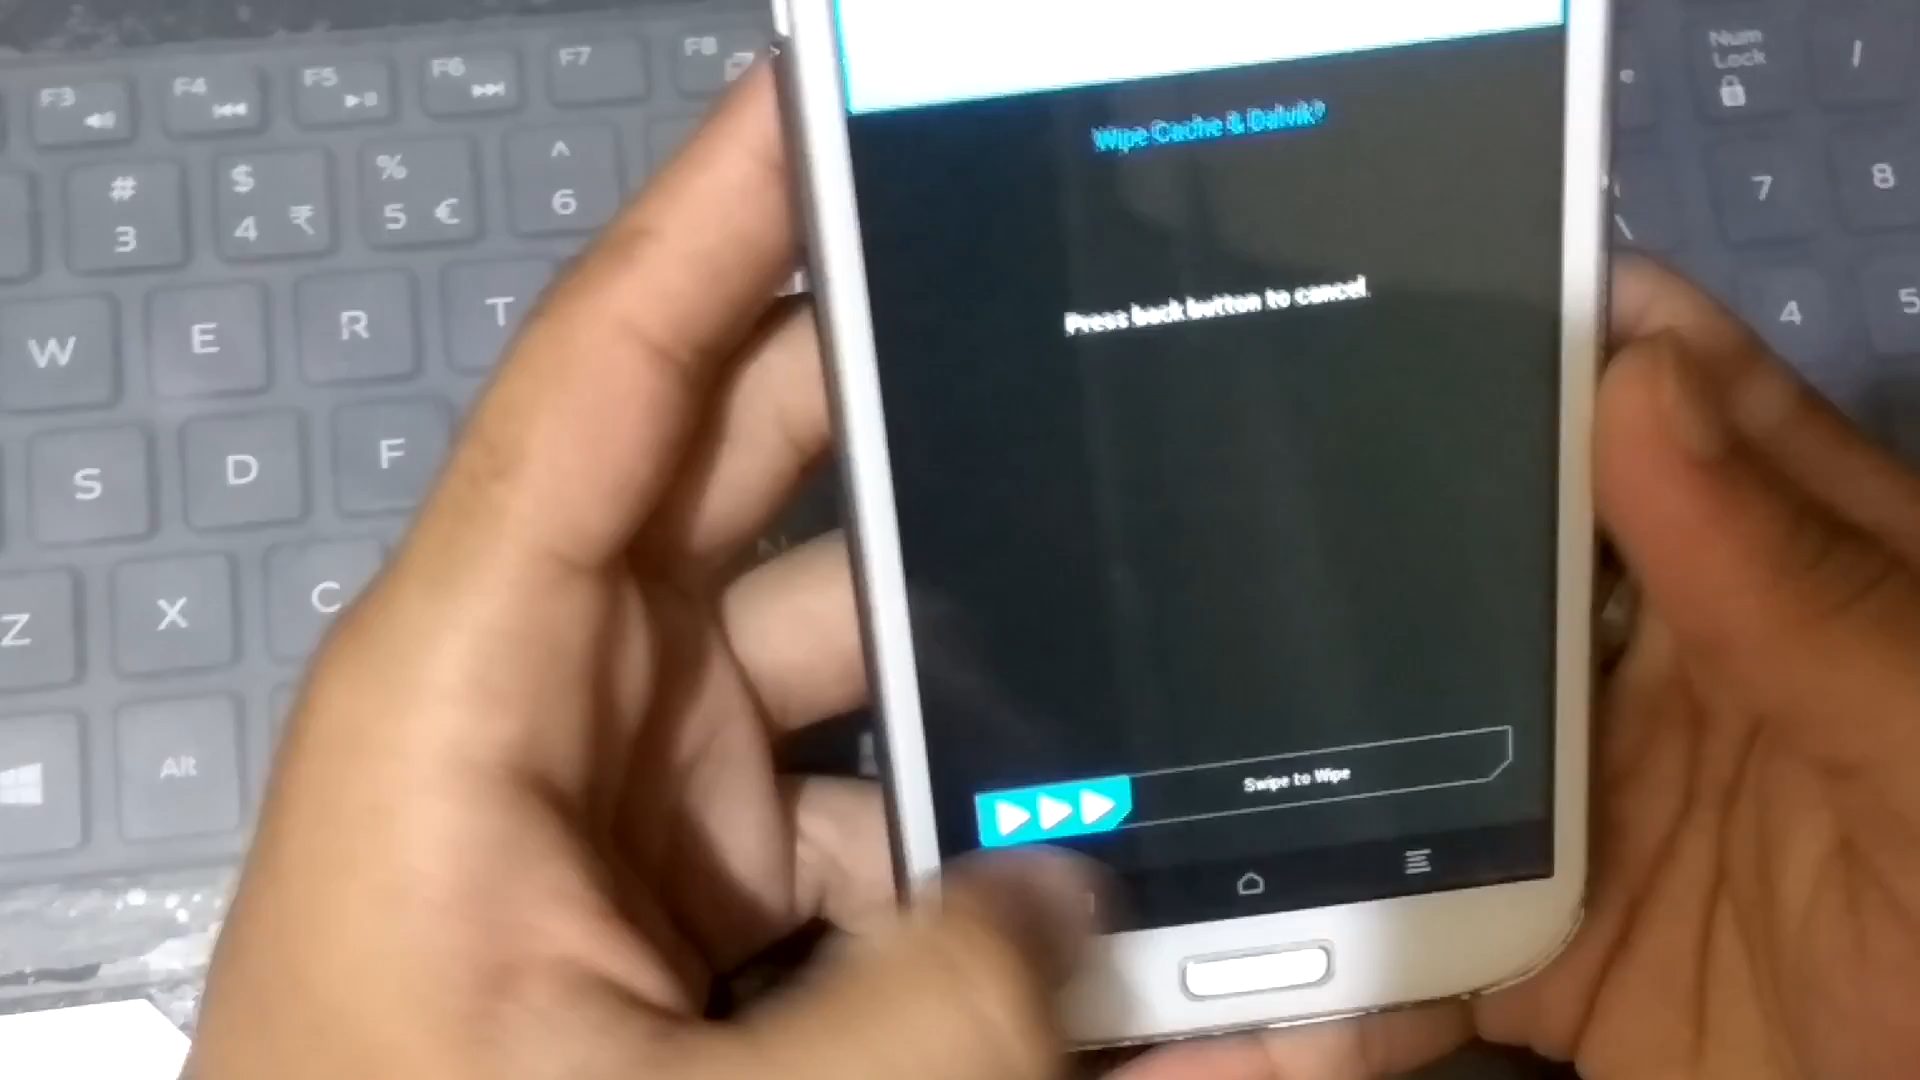 F3 F4 F5 F6 F7 F8
Num
Lock
/
# $ % ^
3 4 ₹ 5 € 6
7 8
W E R T
4 5
S D F
Z X C
Alt
Wipe Cache & Dalvik?
Press back button to cancel.
Swipe to Wipe